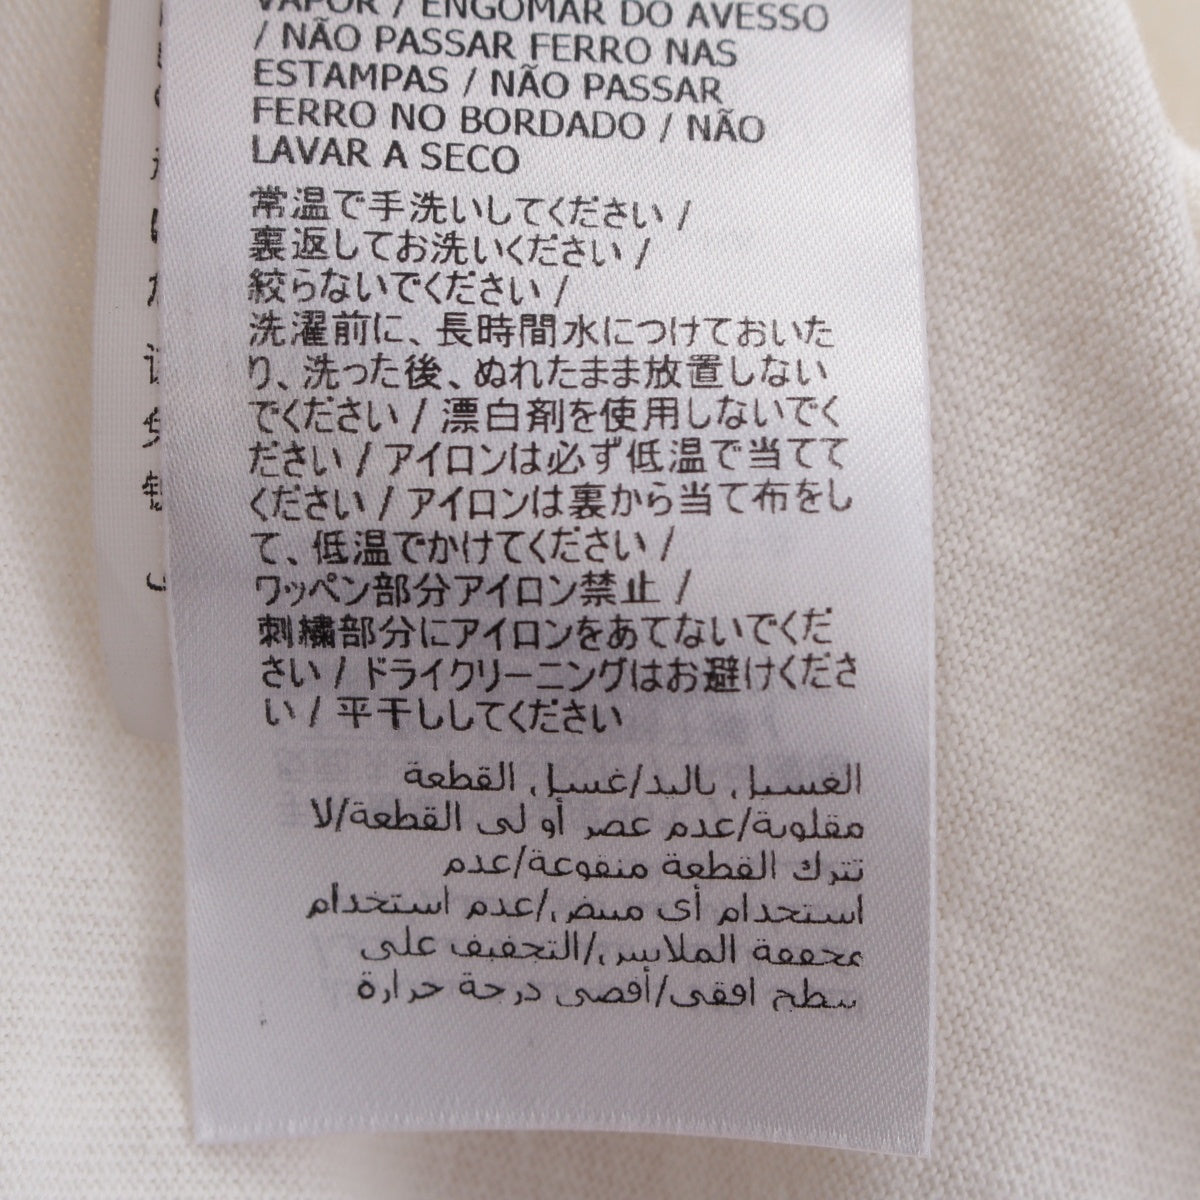 VAPOR / ENGOMAR DO AVESSO
/ NÃO PASSAR FERRO NAS
ESTAMPAS / NÃO PASSAR
FERRO NO BORDADO / NÃO
LAVAR A SECO
常温で手洗いしてください /
裏返してお洗いください /
絞らないでください /
洗濯前に、長時間水につけておいた
り、洗った後、ぬれたまま放置しない
でください / 漂白剤を使用しないでく
ださい / アイロンは必ず低温で当てて
ください / アイロンは裏から当て布をし
て、低温でかけてください /
ワッペン部分アイロン禁止 /
刺繍部分にアイロンをあてないでくだ
さい / ドライクリーニングはお避けくださ
い / 平干ししてください
الغسيل باليد/غسل القطعة
مقلوبة/عدم عصر أو لى القطعة/لا
تترك القطعة منقوعة/عدم
استخدام أى مبيض/عدم استخدام
مجففة الملابس/التجفيف على
سطح افقى/أقصى درجة حرارة